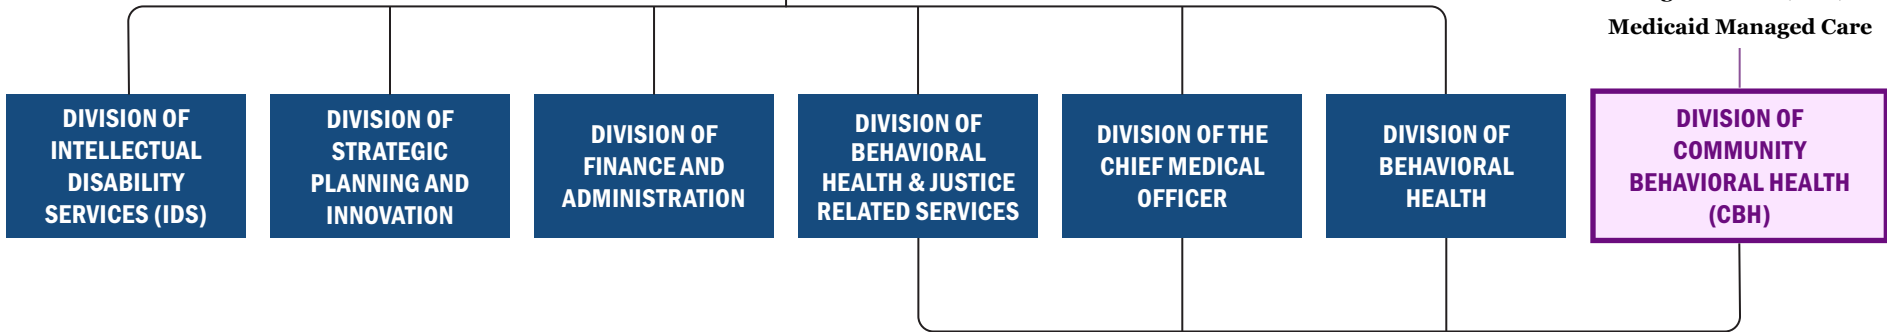 Medicaid Managed Care
DIVISION OF
INTELLECTUAL
DISABILITY
SERVICES (IDS)
DIVISION OF
STRATEGIC
PLANNING AND
INNOVATION
DIVISION OF
FINANCE AND
ADMINISTRATION
DIVISION OF
BEHAVIORAL
HEALTH & JUSTICE
RELATED SERVICES
DIVISION OF THE
CHIEF MEDICAL
OFFICER
DIVISION OF
BEHAVIORAL
HEALTH
DIVISION OF
COMMUNITY
BEHAVIORAL HEALTH
(CBH)